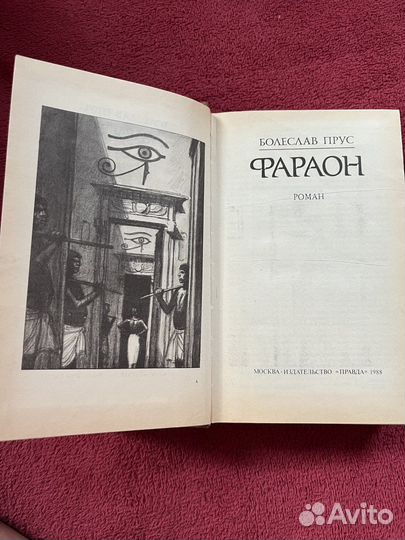 БОЛЕСЛАВ ПРУС
ФАРАОН
РОМАН
МОСКВА · ИЗДАТЕЛЬСТВО «ПРАВДА» 1988
Avito